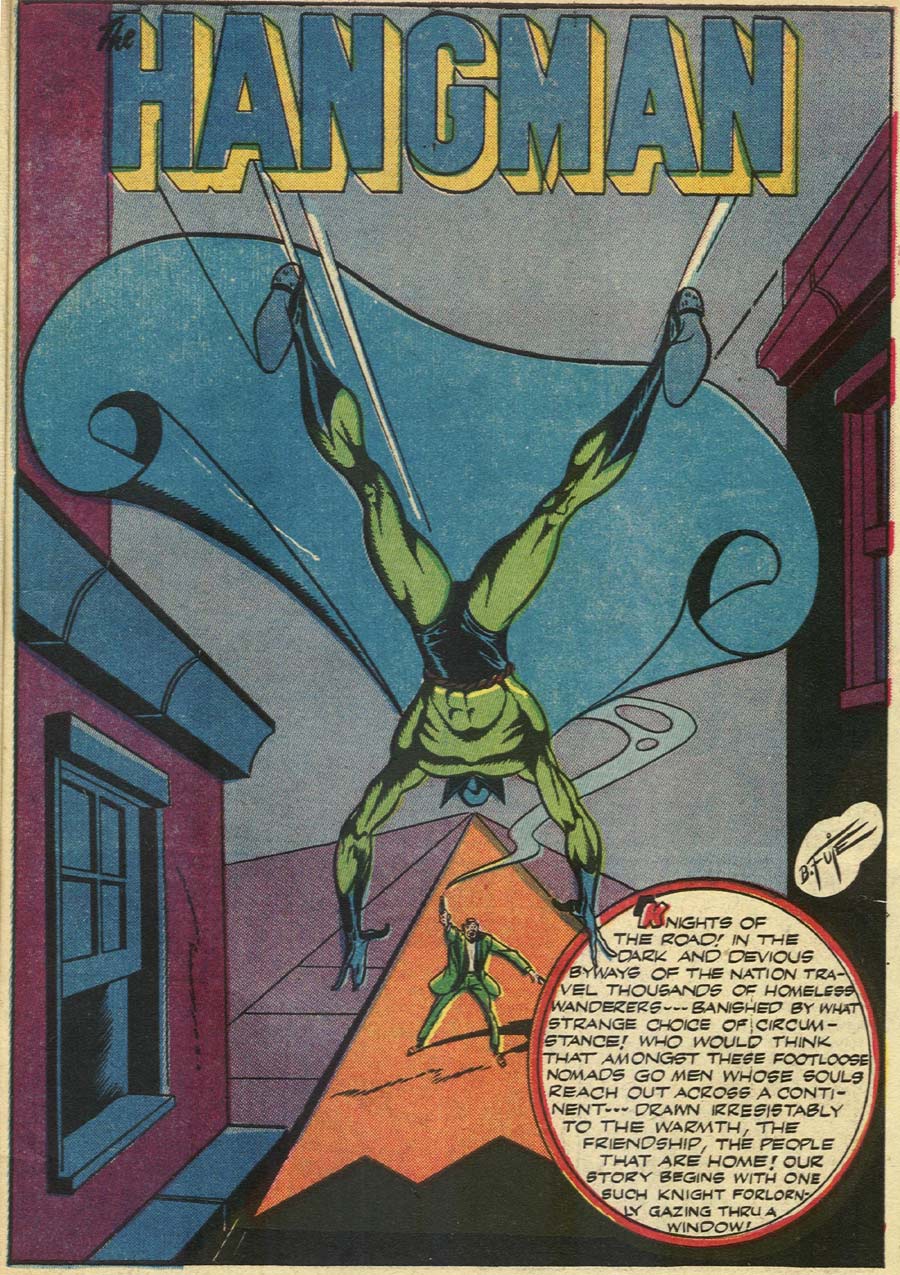 The
HANGMAN
B. FUJE
"KNIGHTS OF
THE ROAD! IN THE
DARK AND DEVIOUS
BYWAYS OF THE NATION TRA-
VEL THOUSANDS OF HOMELESS
WANDERERS--- BANISHED BY WHAT
STRANGE CHOICE OF CIRCUM-
STANCE! WHO WOULD THINK
THAT AMONGST THESE FOOTLOOSE
NOMADS GO MEN WHOSE SOULS
REACH OUT ACROSS A CONTI-
NENT--- DRAWN IRRESISTABLY
TO THE WARMTH, THE
FRIENDSHIP, THE PEOPLE
THAT ARE HOME! OUR
STORY BEGINS WITH ONE
SUCH KNIGHT FORLORN-
LY GAZING THRU A
WINDOW!